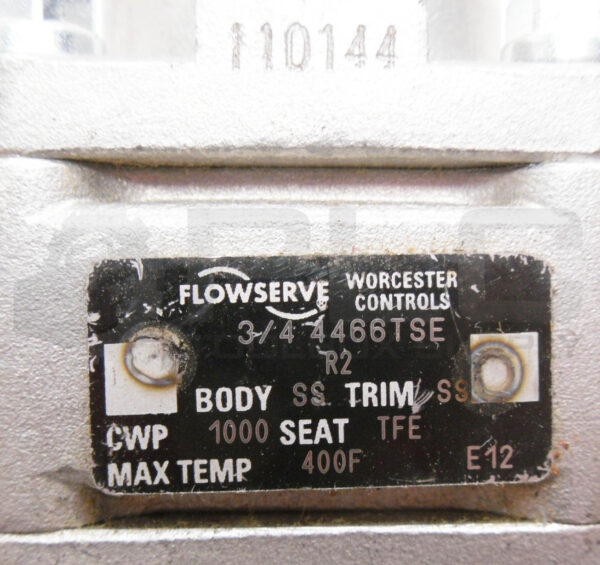 110144
FLOWSERVE® WORCESTER CONTROLS
3/4 4466TSE
R2
BODY SS TRIM SS
CWP 1000 SEAT TFE
MAX TEMP 400F E12